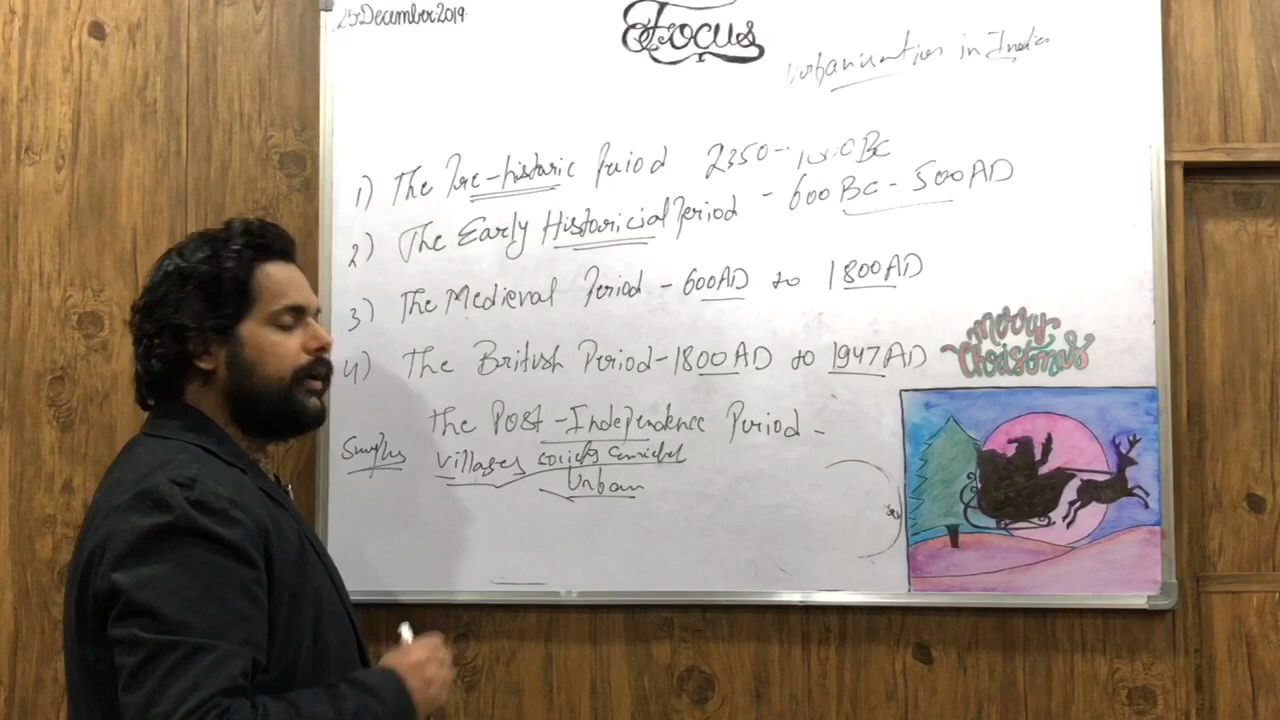 25 December 2019
Focus
Urbanisation in India
1) The Pre-historic Period 2350-- BC
2) The Early Historicial Period - 600 BC - 500 AD
3) The Medieval Period - 600 AD to 1800 AD
4) The British Period - 1800 AD to 1947 AD
Merry Christmas
The Post-Independence Period -
Villages
Urban